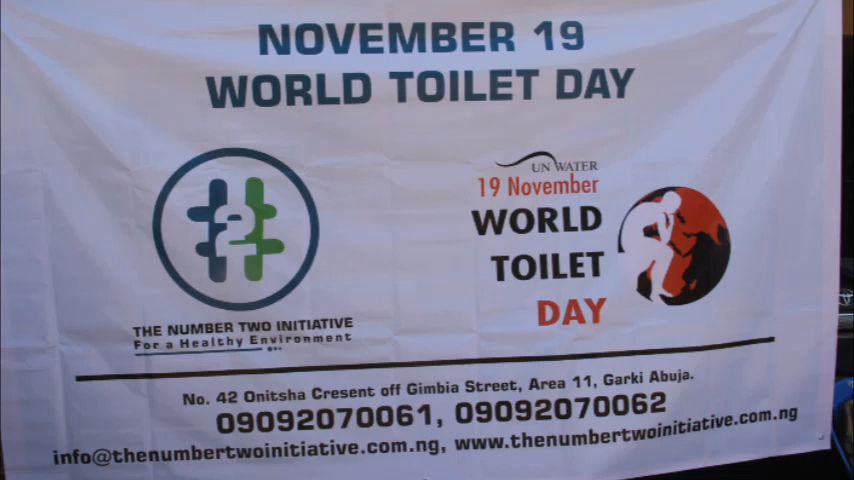 NOVEMBER 19
WORLD TOILET DAY
#2
THE NUMBER TWO INITIATIVE
For a Healthy Environment
UN WATER
19 November
WORLD
TOILET
DAY
No. 42 Onitsha Cresent off Gimbia Street, Area 11, Garki Abuja.
09092070061, 09092070062
info@thenumbertwoinitiative.com.ng, www.thenumbertwoinitiative.com.ng